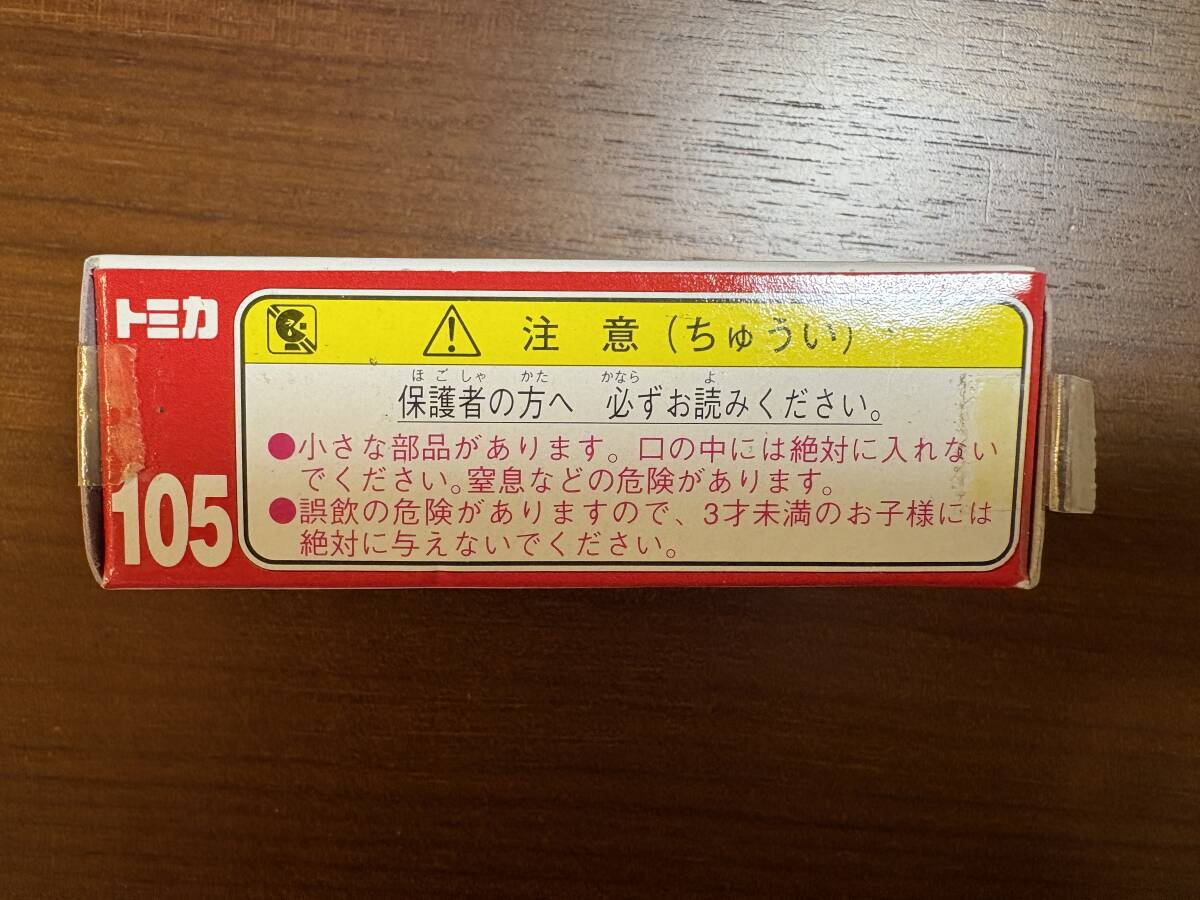 トミカ
105
注意(ちゅうい)
ほごしゃ かた かなら よ
保護者の方へ 必ずお読みください。
●小さな部品があります。口の中には絶対に入れない
でください。窒息などの危険があります。
●誤飲の危険がありますので、3才未満のお子様には
絶対に与えないでください。